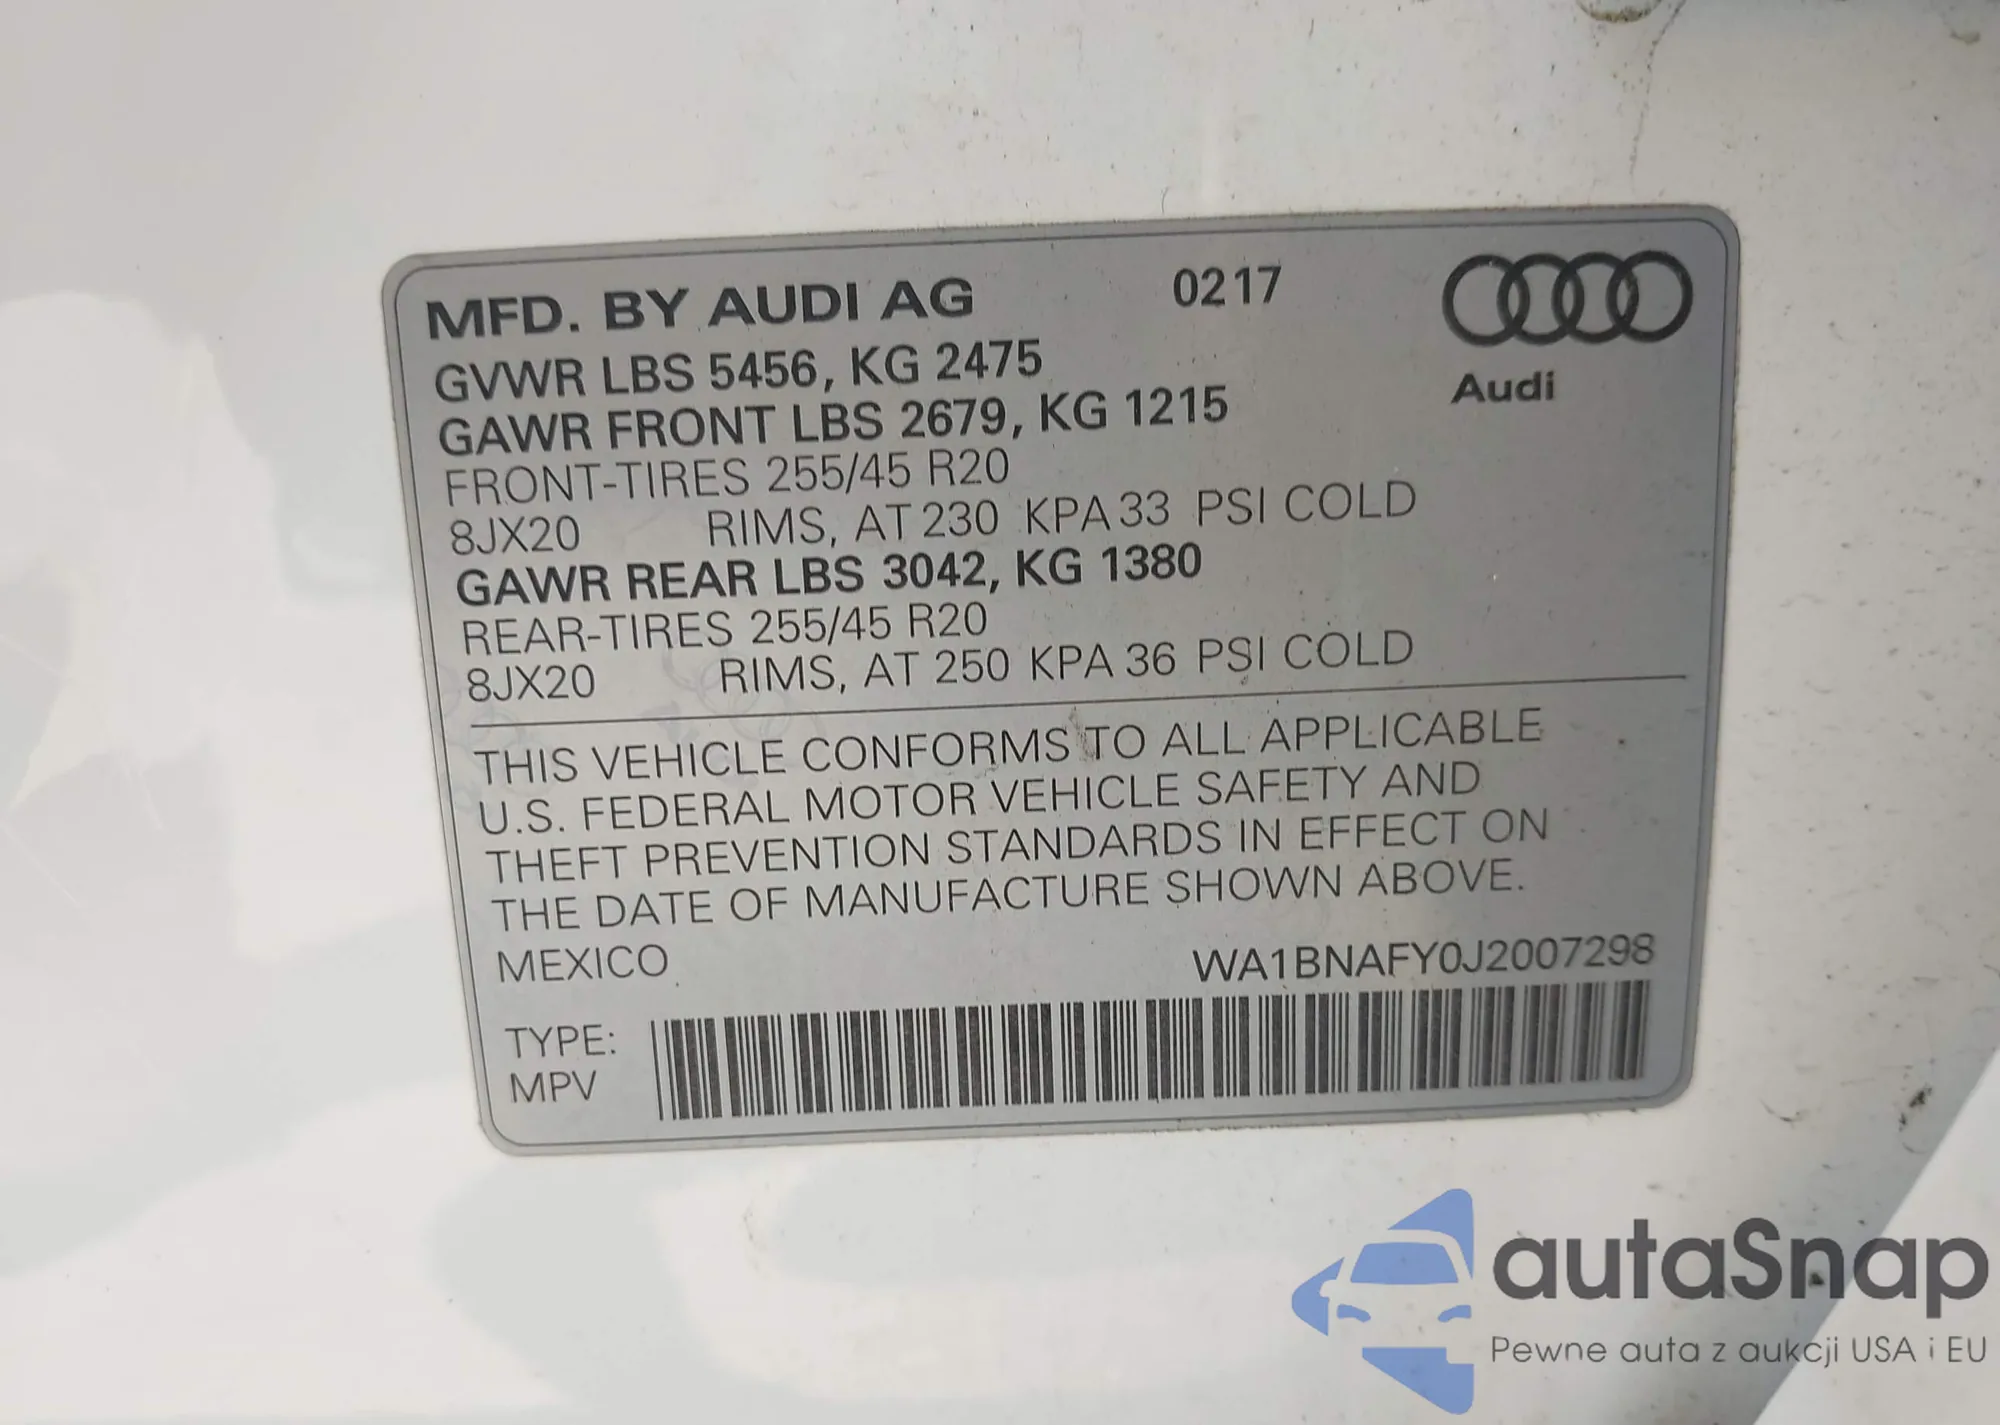 MFD. BY AUDI AG 0217
Audi
GVWR LBS 5456, KG 2475
GAWR FRONT LBS 2679, KG 1215
FRONT-TIRES 255/45 R20
8JX20 RIMS, AT 230 KPA 33 PSI COLD
GAWR REAR LBS 3042, KG 1380
REAR-TIRES 255/45 R20
8JX20 RIMS, AT 250 KPA 36 PSI COLD
THIS VEHICLE CONFORMS TO ALL APPLICABLE
U.S. FEDERAL MOTOR VEHICLE SAFETY AND
THEFT PREVENTION STANDARDS IN EFFECT ON
THE DATE OF MANUFACTURE SHOWN ABOVE.
MEXICO WA1BNAFY0J2007298
TYPE:
MPV
autaSnap
Pewne auta z aukcji USA i EU